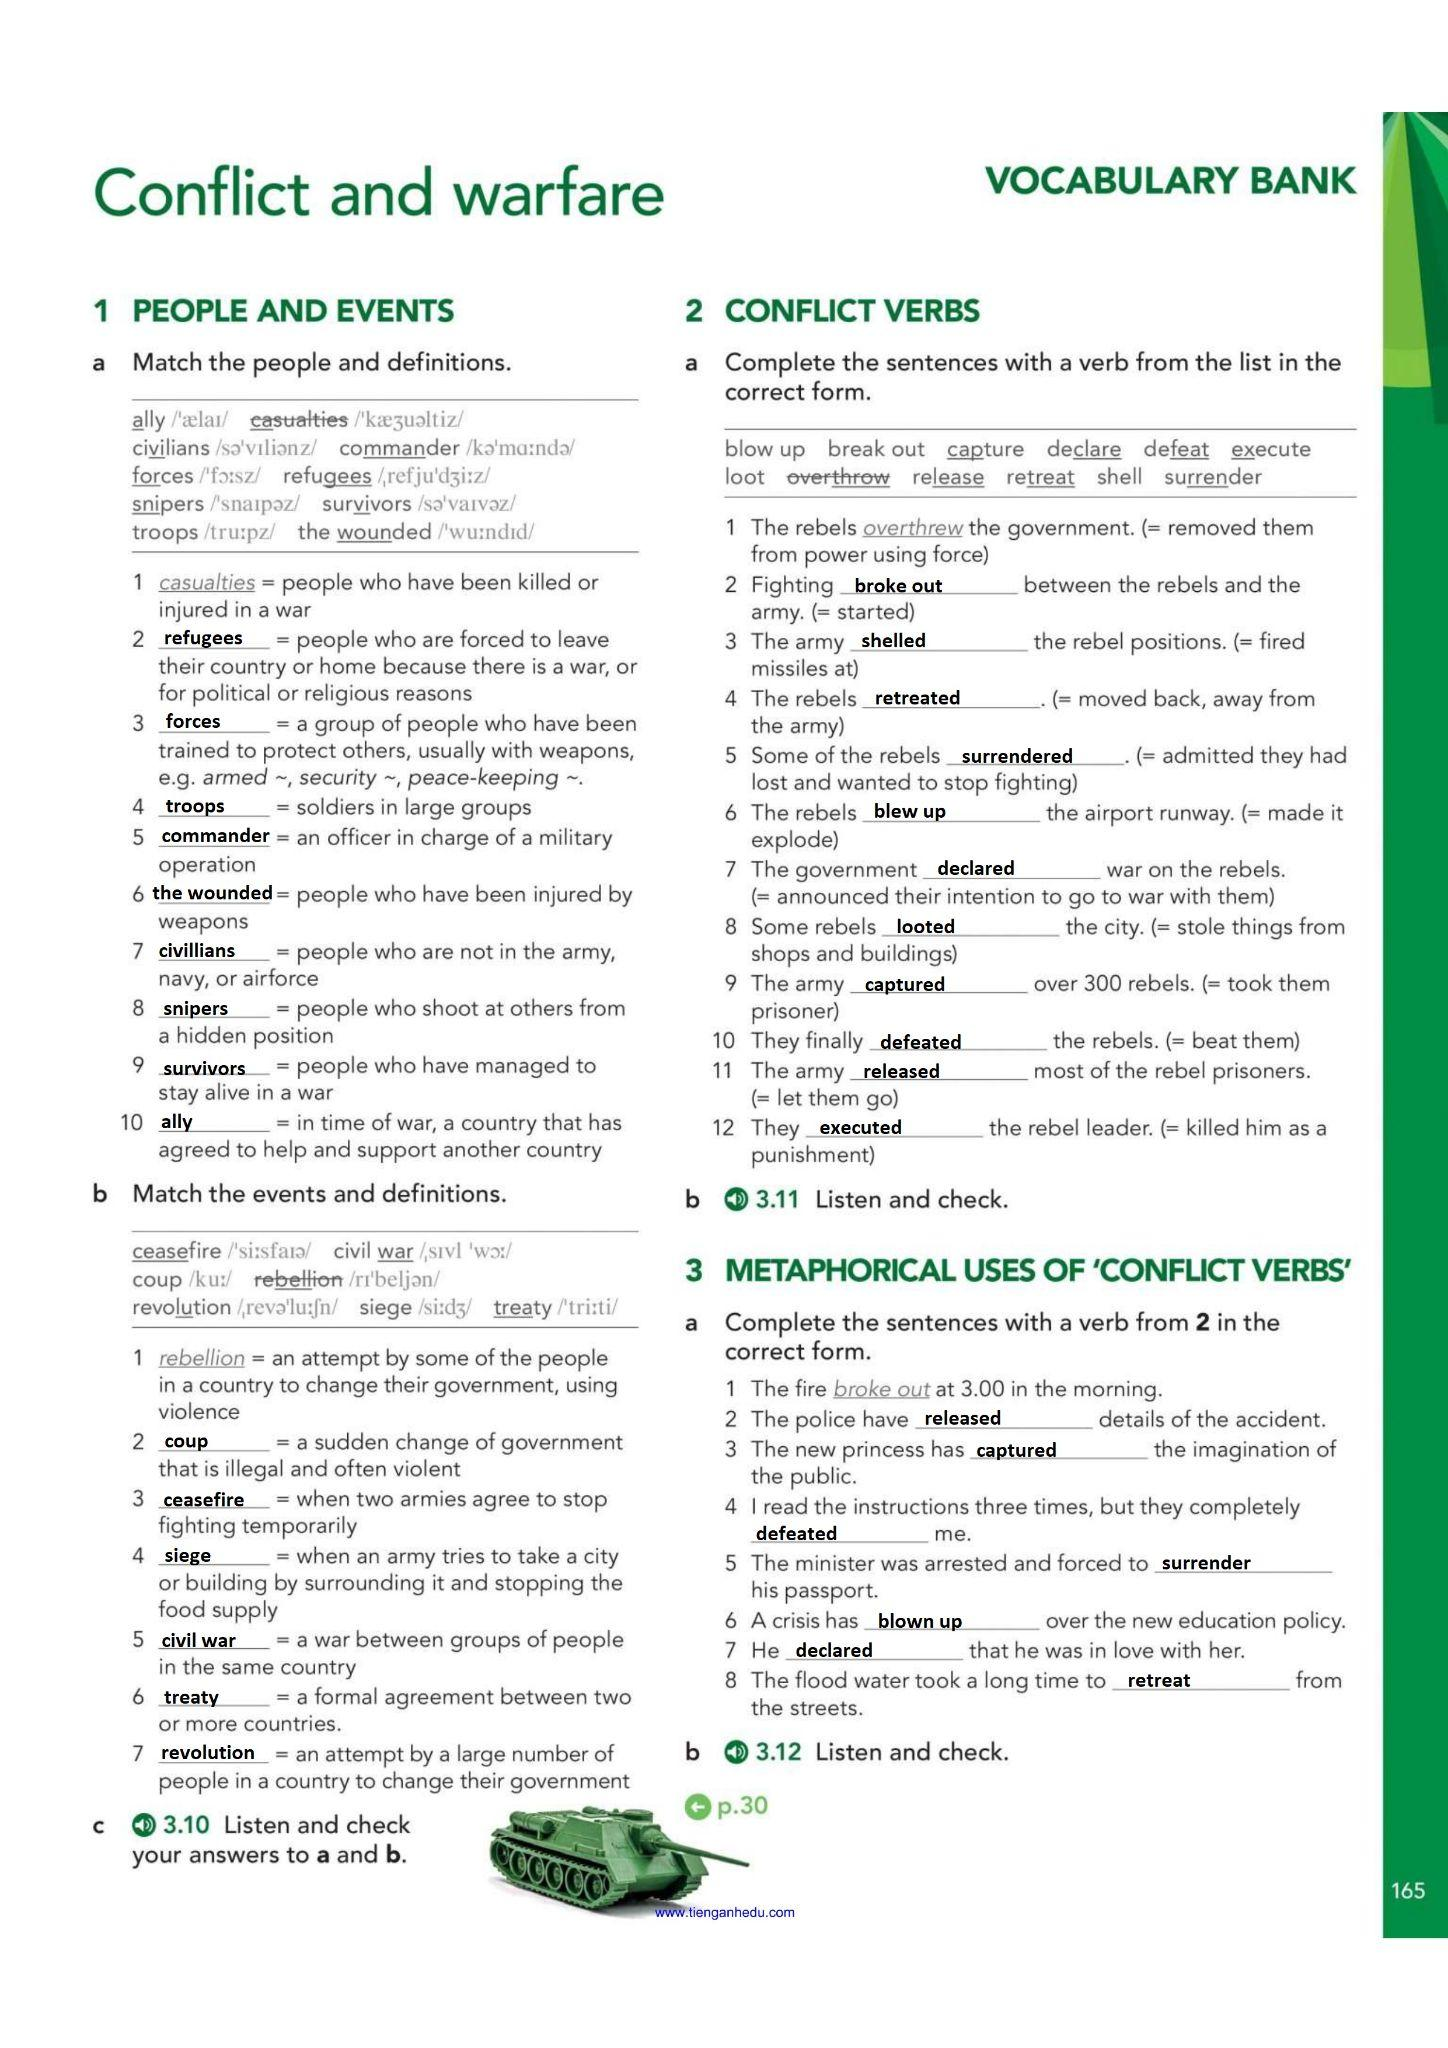 Conflict and warfare
VOCABULARY BANK
1 PEOPLE AND EVENTS
a Match the people and definitions.
ally /ˈælaɪ/ casualties /ˈkæʒuəltiz/
civilians /səˈvɪliənz/ commander /kəˈmɑːndə/
forces /ˈfɔːsz/ refugees /ˌrefjuˈdʒiːz/
snipers /ˈsnaɪpəz/ survivors /səˈvaɪvəz/
troops /truːpz/ the wounded /ˈwuːndɪd/
1 casualties = people who have been killed or
injured in a war
2 refugees = people who are forced to leave
their country or home because there is a war, or
for political or religious reasons
3 forces = a group of people who have been
trained to protect others, usually with weapons,
e.g. armed ~, security ~, peace-keeping ~.
4 troops = soldiers in large groups
5 commander = an officer in charge of a military
operation
6 the wounded = people who have been injured by
weapons
7 civillians = people who are not in the army,
navy, or airforce
8 snipers = people who shoot at others from
a hidden position
9 survivors = people who have managed to
stay alive in a war
10 ally = in time of war, a country that has
agreed to help and support another country
b Match the events and definitions.
ceasefire /ˈsiːsfaɪə/ civil war /ˌsɪvl ˈwɔː/
coup /kuː/ rebellion /rɪˈbeljən/
revolution /ˌrevəˈluːʃn/ siege /siːdʒ/ treaty /ˈtriːti/
1 rebellion = an attempt by some of the people
in a country to change their government, using
violence
2 coup = a sudden change of government
that is illegal and often violent
3 ceasefire = when two armies agree to stop
fighting temporarily
4 siege = when an army tries to take a city
or building by surrounding it and stopping the
food supply
5 civil war = a war between groups of people
in the same country
6 treaty = a formal agreement between two
or more countries.
7 revolution = an attempt by a large number of
people in a country to change their government
c 3.10 Listen and check
your answers to a and b.
2 CONFLICT VERBS
a Complete the sentences with a verb from the list in the
correct form.
blow up break out capture declare defeat execute
loot overthrow release retreat shell surrender
1 The rebels overthrew the government. (= removed them
from power using force)
2 Fighting broke out between the rebels and the
army. (= started)
3 The army shelled the rebel positions. (= fired
missiles at)
4 The rebels retreated. (= moved back, away from
the army)
5 Some of the rebels surrendered. (= admitted they had
lost and wanted to stop fighting)
6 The rebels blew up the airport runway. (= made it
explode)
7 The government declared war on the rebels.
(= announced their intention to go to war with them)
8 Some rebels looted the city. (= stole things from
shops and buildings)
9 The army captured over 300 rebels. (= took them
prisoner)
10 They finally defeated the rebels. (= beat them)
11 The army released most of the rebel prisoners.
(= let them go)
12 They executed the rebel leader. (= killed him as a
punishment)
b 3.11 Listen and check.
3 METAPHORICAL USES OF ‘CONFLICT VERBS’
a Complete the sentences with a verb from 2 in the
correct form.
1 The fire broke out at 3.00 in the morning.
2 The police have released details of the accident.
3 The new princess has captured the imagination of
the public.
4 I read the instructions three times, but they completely
defeated me.
5 The minister was arrested and forced to surrender
his passport.
6 A crisis has blown up over the new education policy.
7 He declared that he was in love with her.
8 The flood water took a long time to retreat from
the streets.
b 3.12 Listen and check.
p.30
www.tienganhedu.com
165